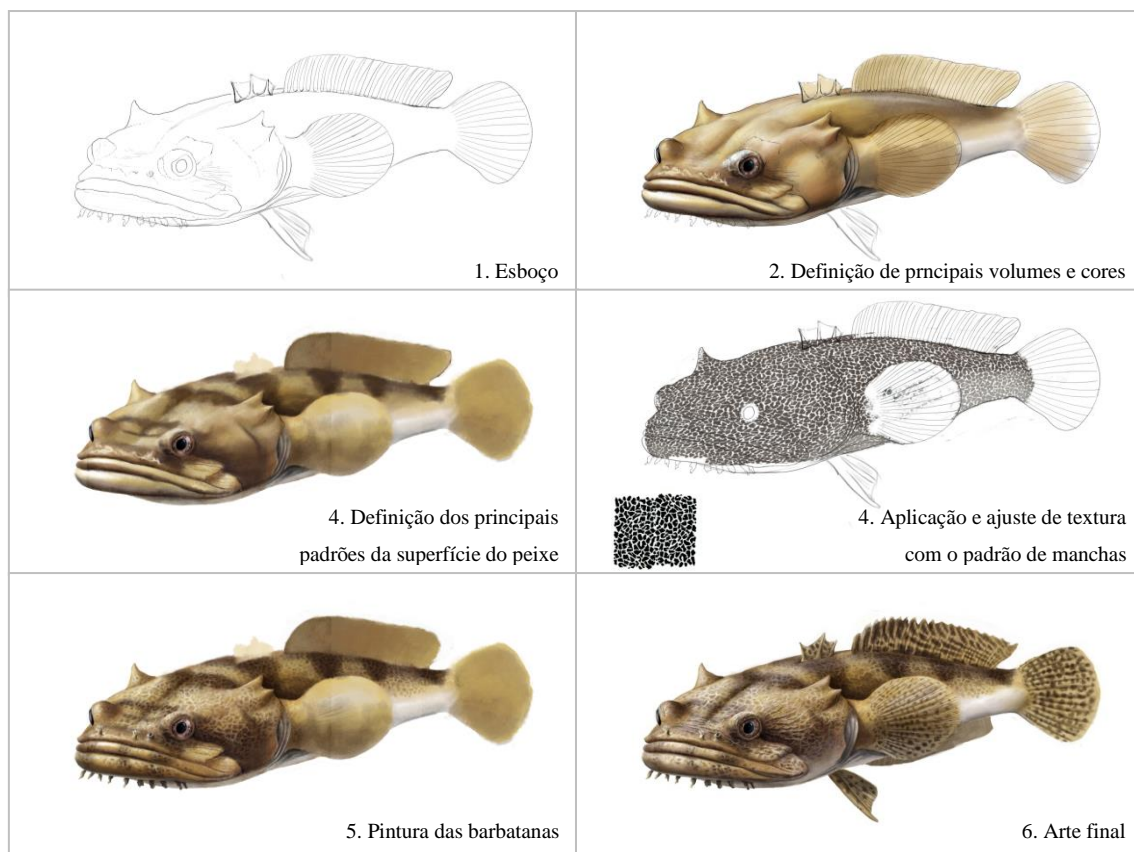 1. Esboço
2. Definição de prncipais volumes e cores
4. Definição dos principais
padrões da superfície do peixe
4. Aplicação e ajuste de textura
com o padrão de manchas
5. Pintura das barbatanas
6. Arte final